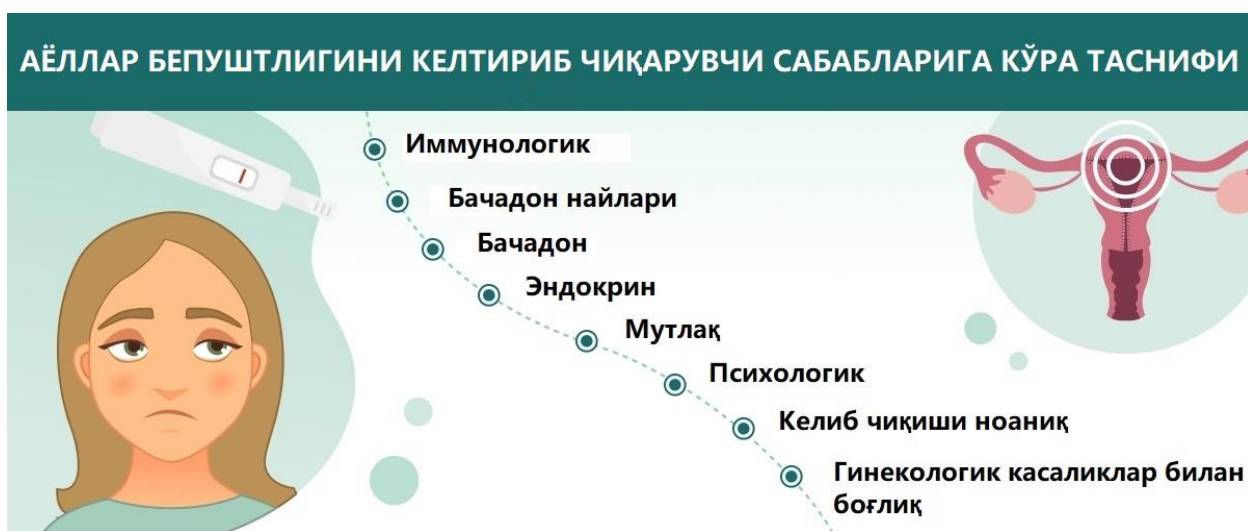 АЁЛЛАР БЕПУШТЛИГИНИ КЕЛТИРИБ ЧИҚАРУВЧИ САБАБЛАРИГА КЎРА ТАСНИФИ
Иммунологик
Бачадон найлари
Бачадон
Эндокрин
Мутлақ
Психологик
Келиб чиқиши ноаниқ
Гинекологик касаликлар билан
боғлиқ